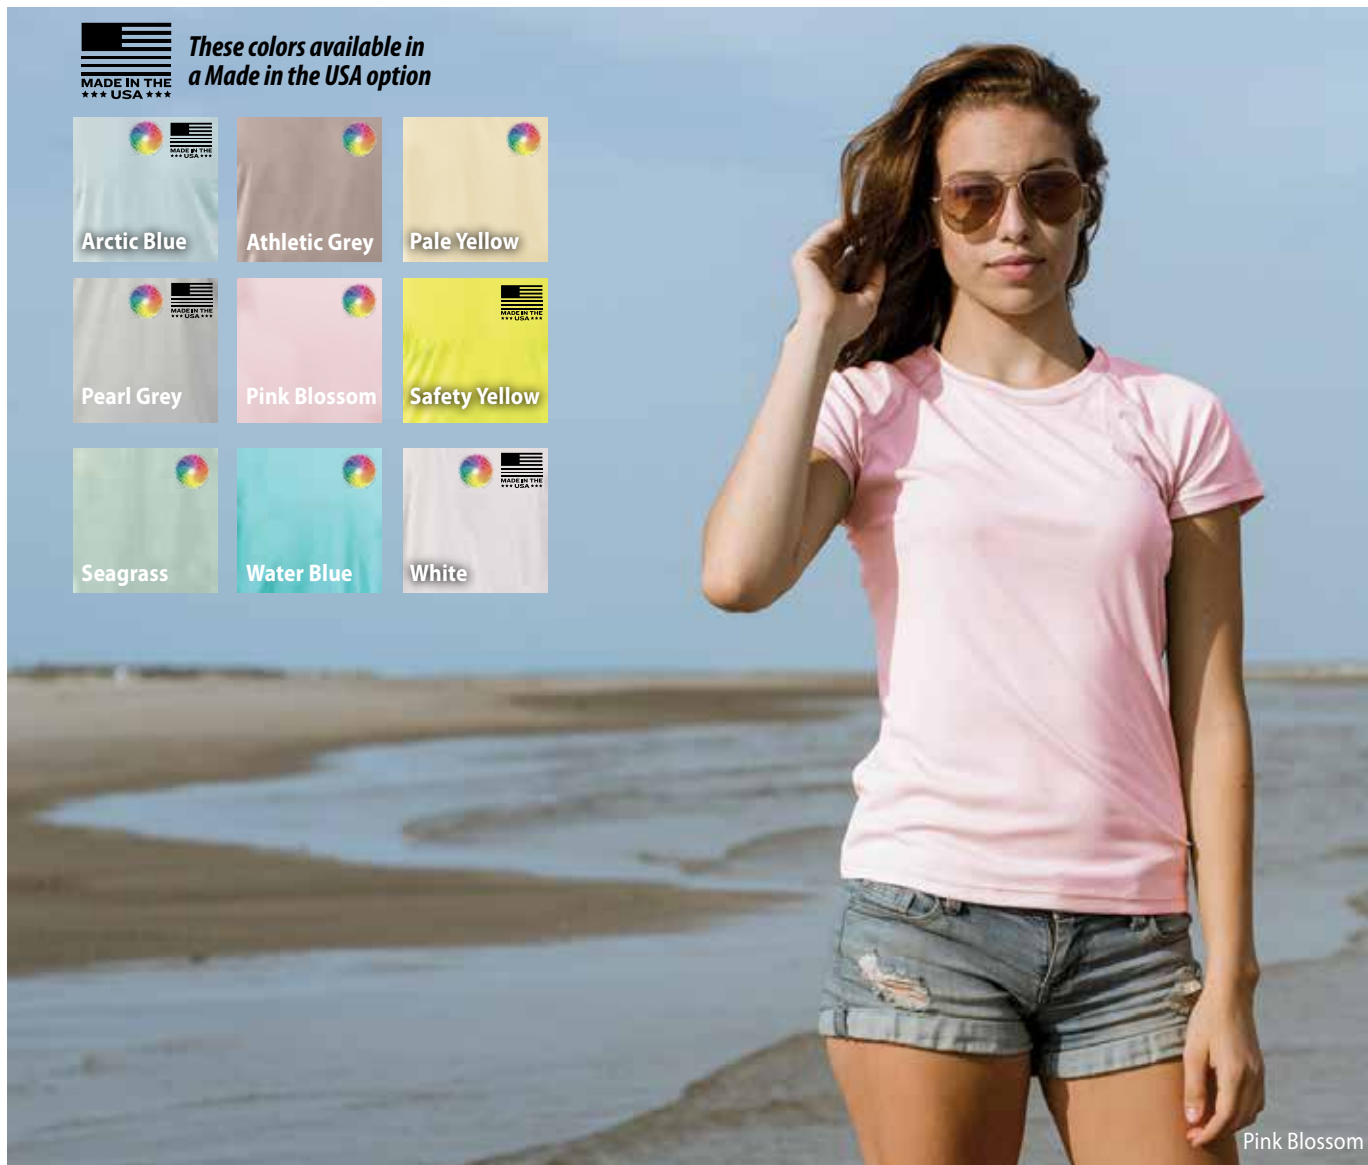 These colors available in
a Made in the USA option
MADE IN THE
USA
MADE IN THE
USA
Arctic Blue
Athletic Grey
Pale Yellow
MADE IN THE
USA
MADE IN THE
USA
Pearl Grey
Pink Blossom
Safety Yellow
MADE IN THE
USA
Seagrass
Water Blue
White
Pink Blossom